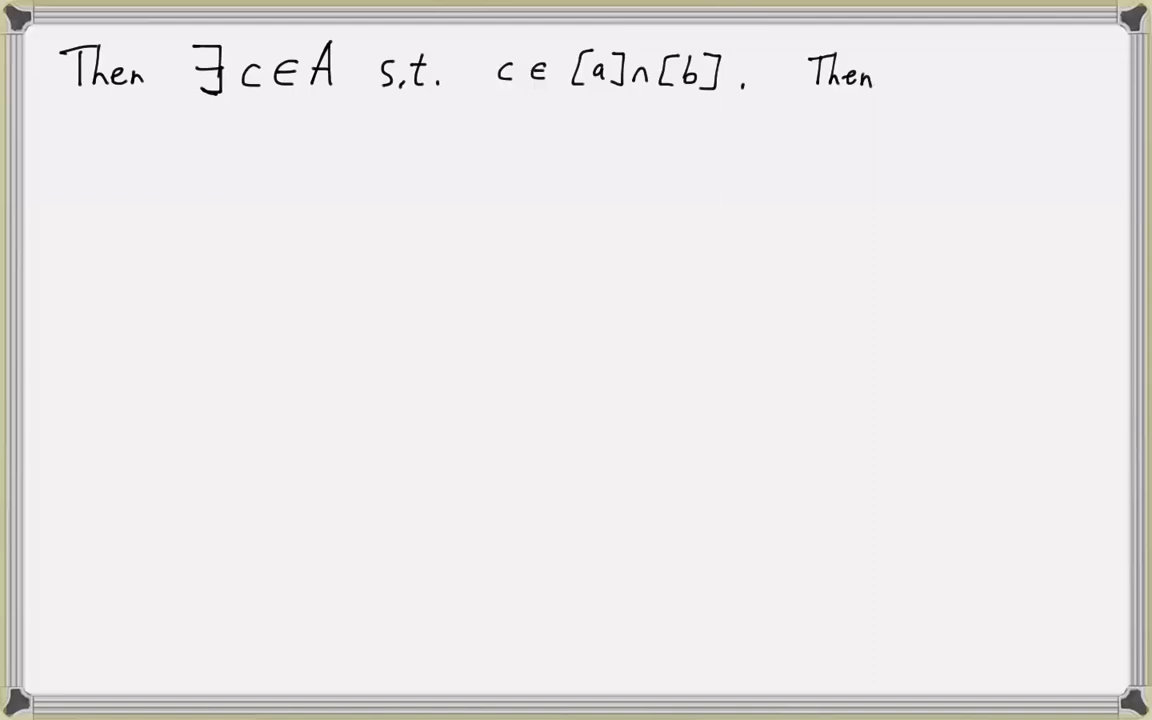 Then ∃ c ∈ A s.t. c ∈ [a]∩[b]. Then